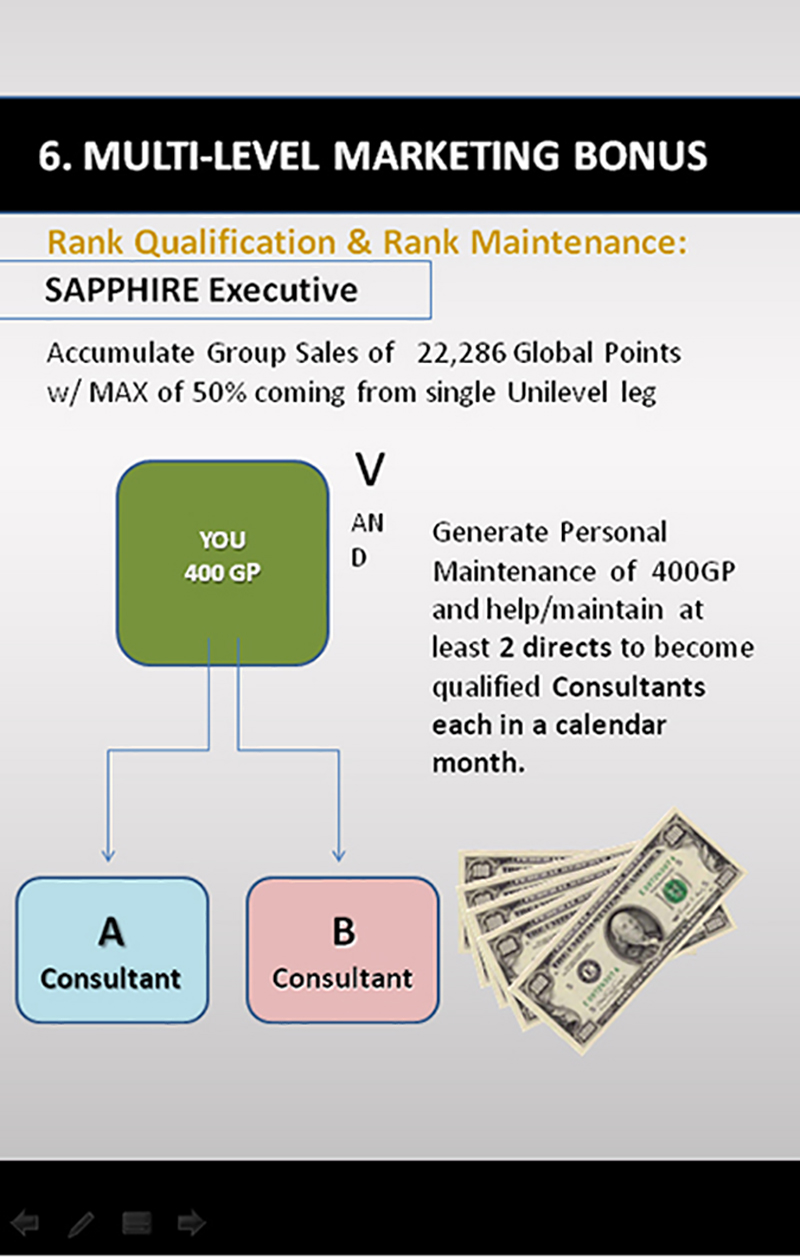 6. MULTI-LEVEL MARKETING BONUS
Rank Qualification & Rank Maintenance:
SAPPHIRE Executive
Accumulate Group Sales of 22,286 Global Points
w/ MAX of 50% coming from single Unilevel leg
V
AN
D
YOU
400 GP
Generate Personal
Maintenance of 400GP
and help/maintain at
least 2 directs to become
qualified Consultants
each in a calendar
month.
A
Consultant
B
Consultant